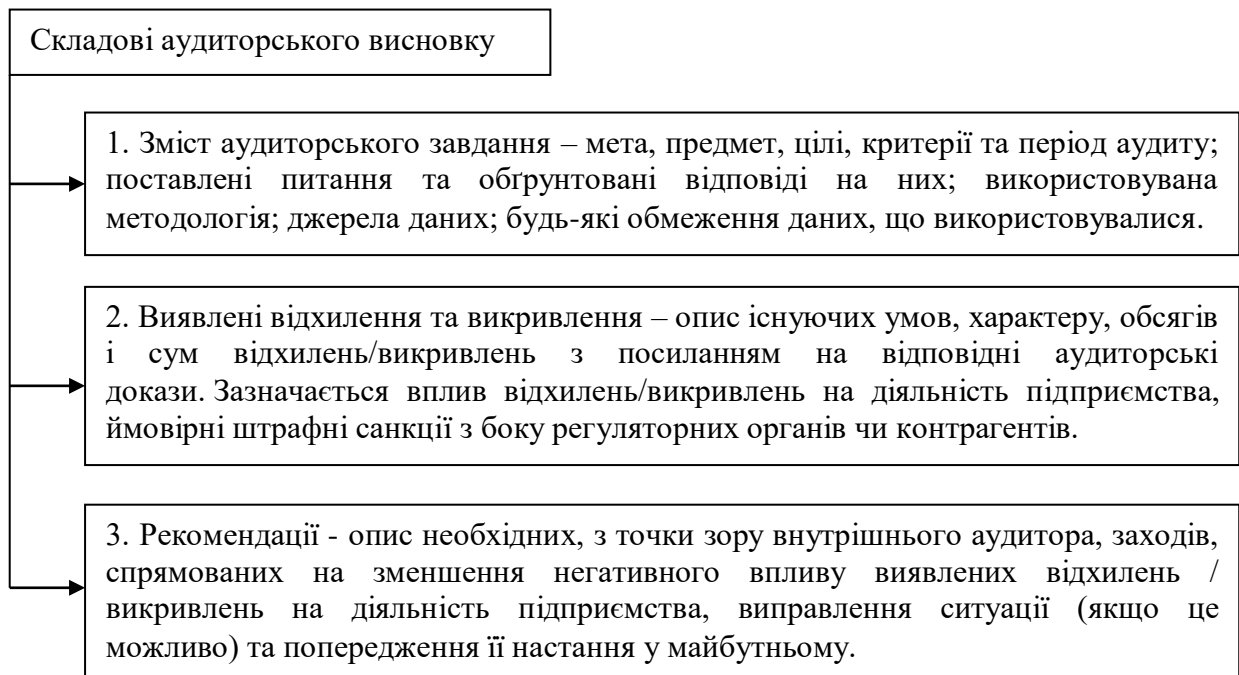 Складові аудиторського висновку
1. Зміст аудиторського завдання – мета, предмет, цілі, критерії та період аудиту;
поставлені питання та обґрунтовані відповіді на них; використовувана
методологія; джерела даних; будь-які обмеження даних, що використовувалися.
2. Виявлені відхилення та викривлення – опис існуючих умов, характеру, обсягів
і сум відхилень/викривлень з посиланням на відповідні аудиторські
докази. Зазначається вплив відхилень/викривлень на діяльність підприємства,
ймовірні штрафні санкції з боку регуляторних органів чи контрагентів.
3. Рекомендації - опис необхідних, з точки зору внутрішнього аудитора, заходів,
спрямованих на зменшення негативного впливу виявлених відхилень /
викривлень на діяльність підприємства, виправлення ситуації (якщо це
можливо) та попередження її настання у майбутньому.